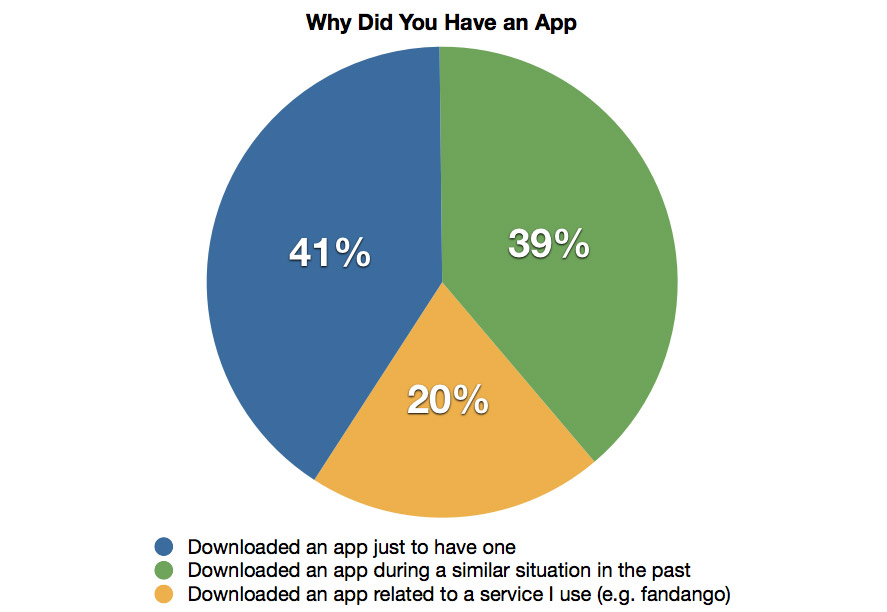 Why Did You Have an App
39%
41%
20%
Downloaded an app just to have one
Downloaded an app during a similar situation in the past
Downloaded an app related to a service I use (e.g. fandango)